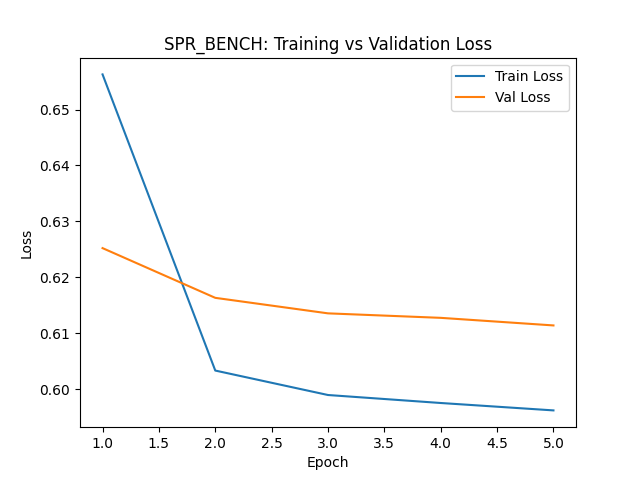 SPR_BENCH: Training vs Validation Loss
Train Loss
Val Loss
Loss
0.65
0.64
0.63
0.62
0.61
0.60
1.0 1.5 2.0 2.5 3.0 3.5 4.0 4.5 5.0
Epoch